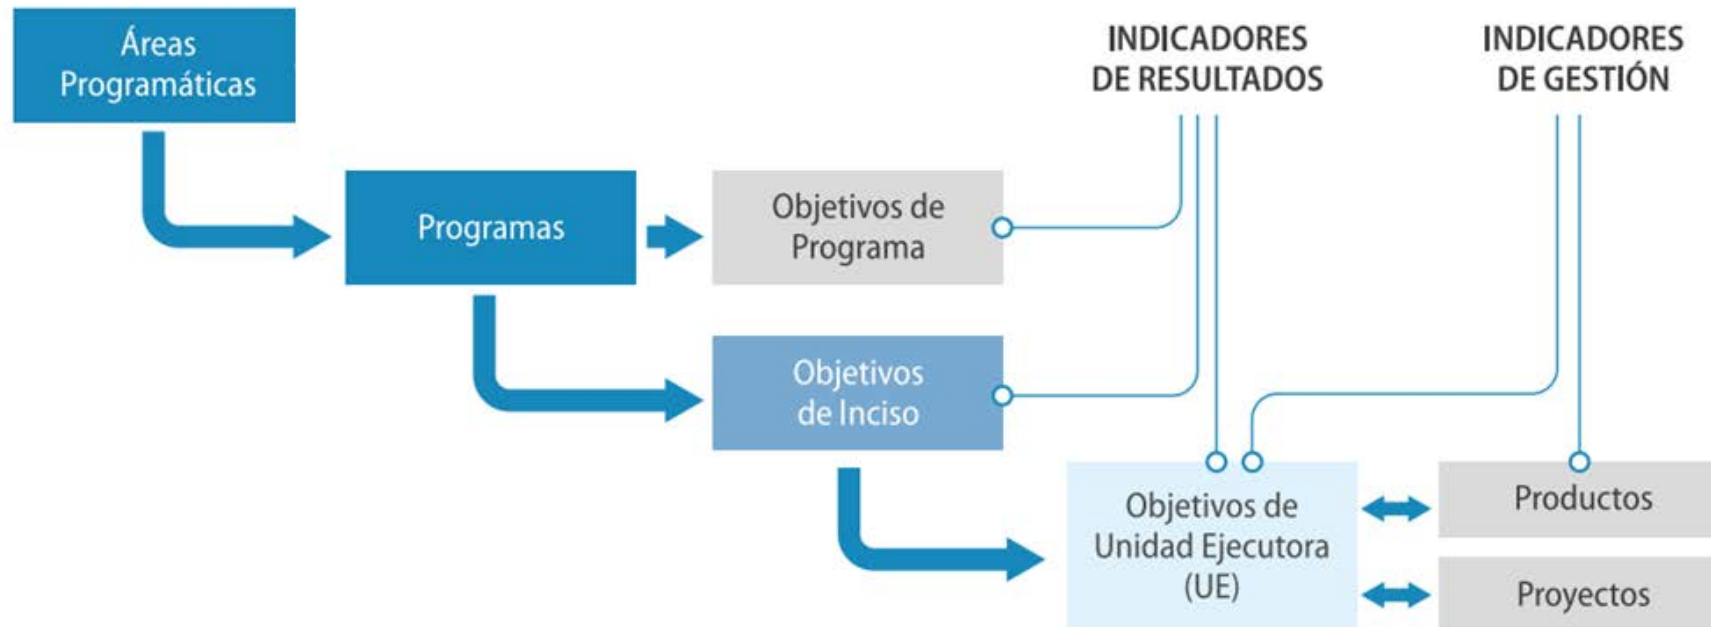 Áreas
Programáticas
INDICADORES
DE RESULTADOS
INDICADORES
DE GESTIÓN
Programas
Objetivos de
Programa
Objetivos
de Inciso
Objetivos de
Unidad Ejecutora
(UE)
Productos
Proyectos